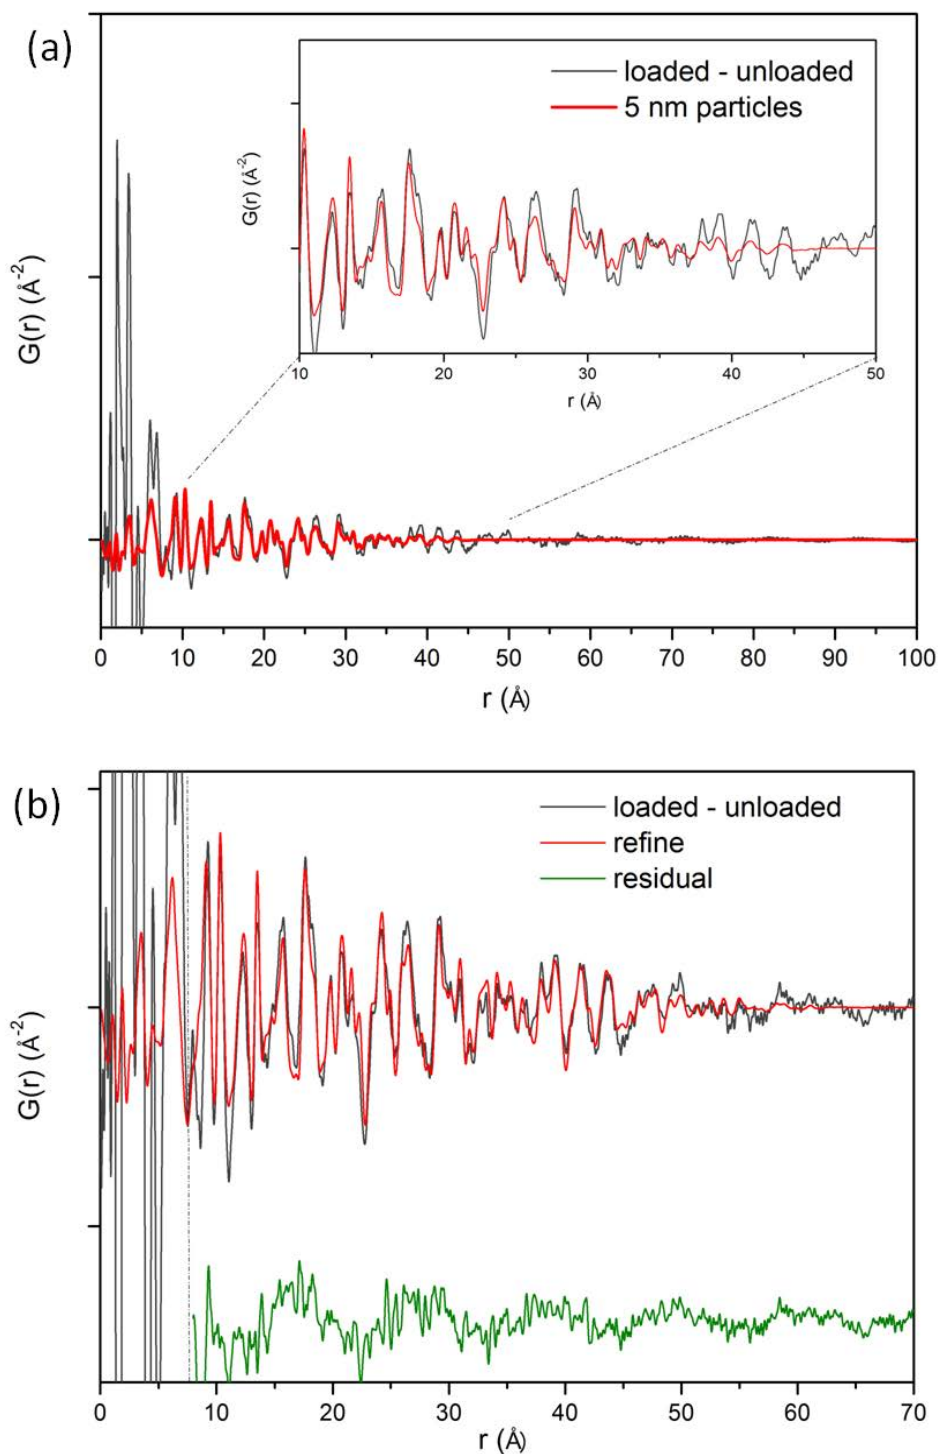 (a)
loaded - unloaded
5 nm particles
G(r) (Å⁻²)
10 20 30 40 50
r (Å)
G(r) (Å⁻²)
0 10 20 30 40 50 60 70 80 90 100
r (Å)
(b)
loaded - unloaded
refine
residual
G(r) (Å⁻²)
0 10 20 30 40 50 60 70
r (Å)